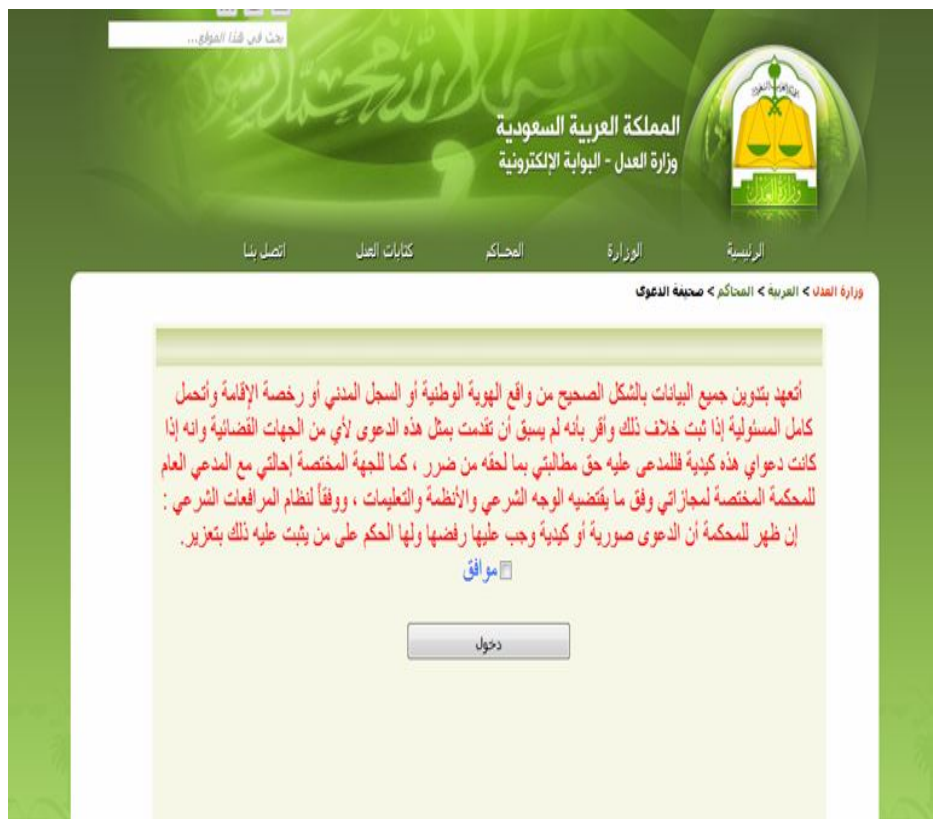 بحث في هذا الموقع...
المملكة العربية السعودية
وزارة العدل - البوابة الإلكترونية
وزارة العدل
الرئيسية الوزارة المحاكم كتابات العدل اتصل بنا
وزارة العدل > العربية > المحاكم > صحيفة الدعوى
أتعهد بتدوين جميع البيانات بالشكل الصحيح من واقع الهوية الوطنية أو السجل المدني أو رخصة الإقامة وأتحمل
كامل المسئولية إذا ثبت خلاف ذلك وأقر بأنه لم يسبق أن تقدمت بمثل هذه الدعوى لأي من الجهات القضائية وانه إذا
كانت دعواي هذه كيدية فللمدعى عليه حق مطالبتي بما لحقه من ضرر ، كما للجهة المختصة إحالتي مع المدعي العام
للمحكمة المختصة لمجازاتي وفق ما يقتضيه الوجه الشرعي والأنظمة والتعليمات ، ووفقاً لنظام المرافعات الشرعي :
إن ظهر للمحكمة أن الدعوى صورية أو كيدية وجب عليها رفضها ولها الحكم على من يثبت عليه ذلك بتعزير.
موافق
دخول